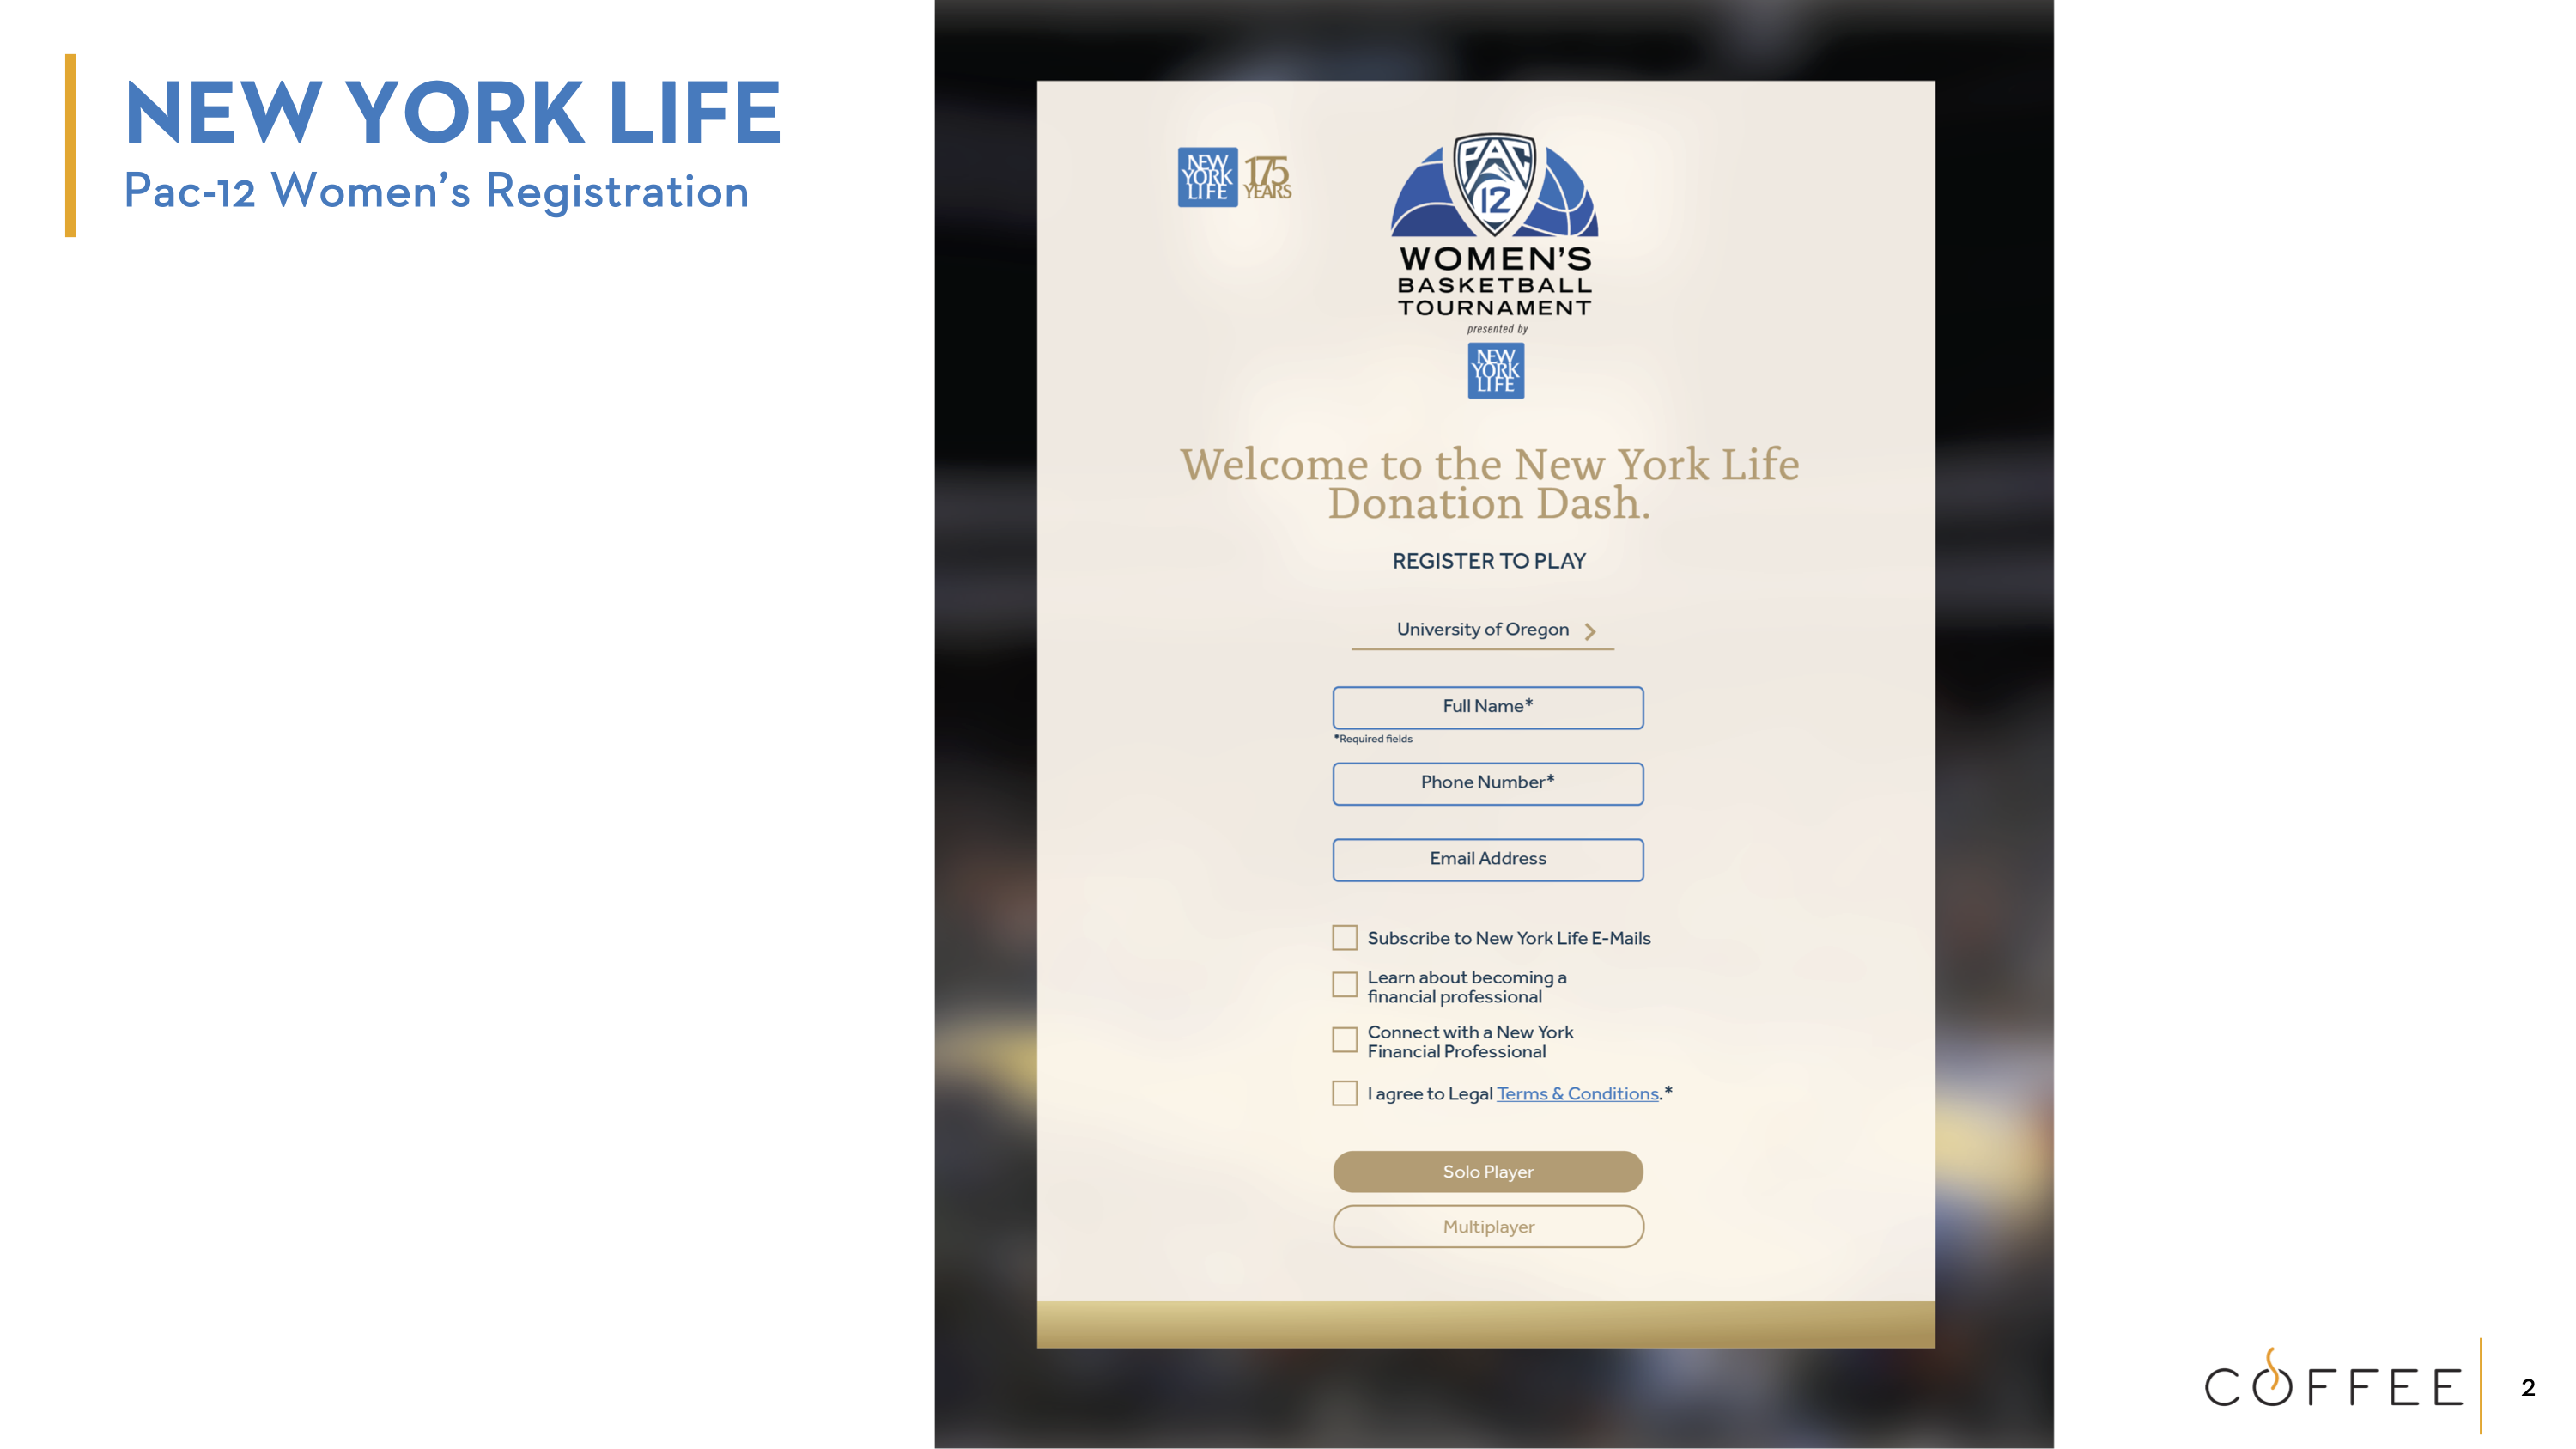 NEW YORK LIFE
Pac-12 Women's Registration
NEW
YORK
LIFE
175
YEARS
PAC
12
WOMEN'S
BASKETBALL
TOURNAMENT
presented by
NEW
YORK
LIFE
Welcome to the New York Life
Donation Dash.
REGISTER TO PLAY
University of Oregon
Full Name*
*Required fields
Phone Number*
Email Address
Subscribe to New York Life E-Mails
Learn about becoming a
financial professional
Connect with a New York
Financial Professional
I agree to Legal Terms & Conditions.*
Solo Player
Multiplayer
COFFEE
2